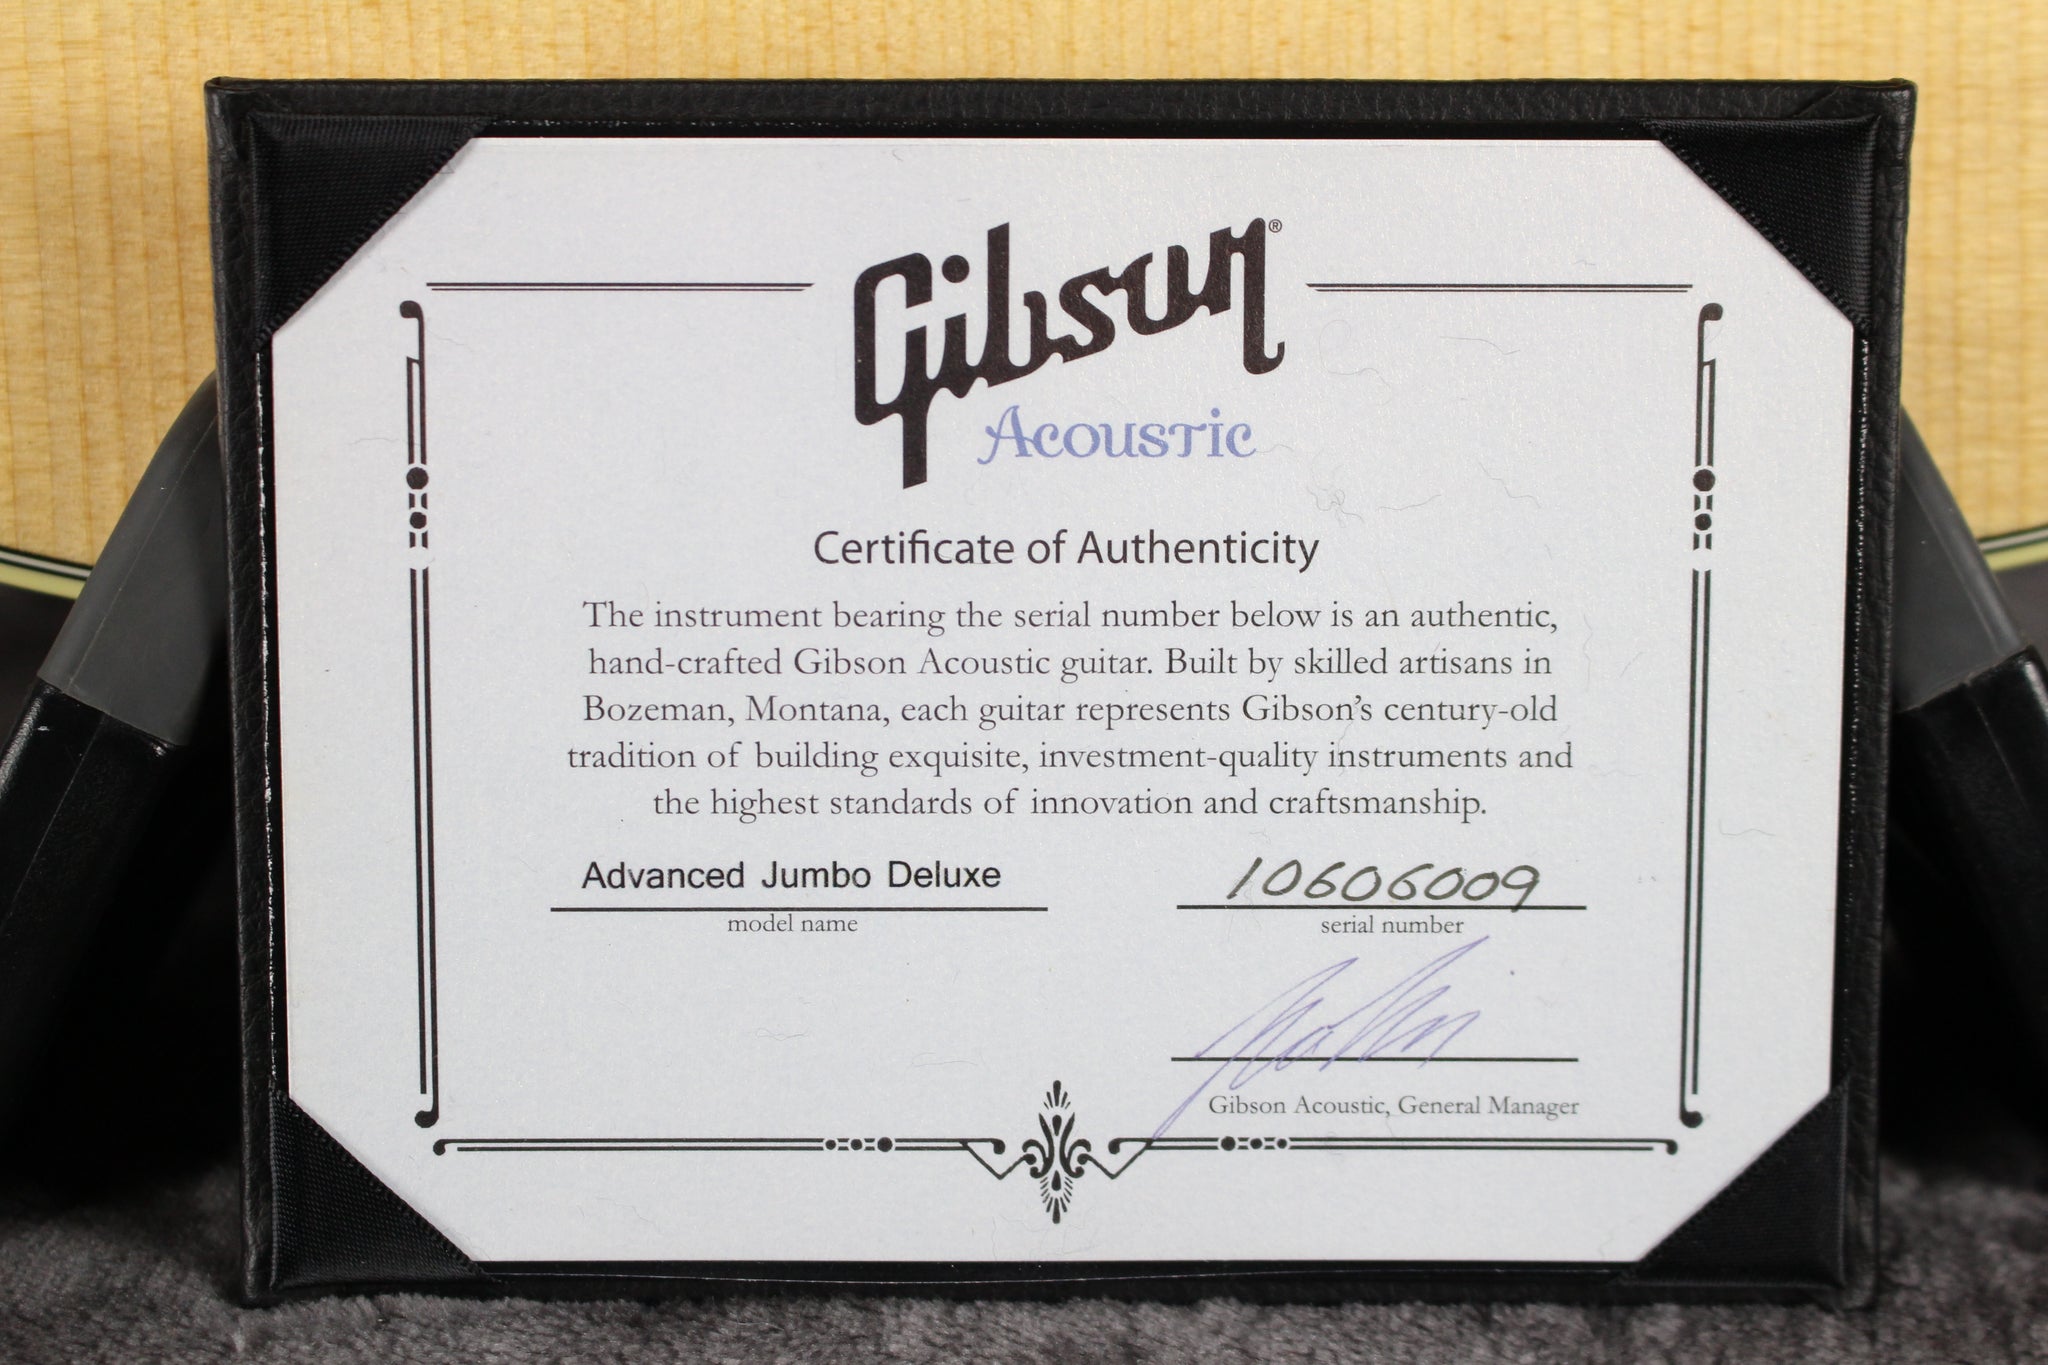 Gibson®
Acoustic
Certificate of Authenticity
The instrument bearing the serial number below is an authentic,
hand-crafted Gibson Acoustic guitar. Built by skilled artisans in
Bozeman, Montana, each guitar represents Gibson's century-old
tradition of building exquisite, investment-quality instruments and
the highest standards of innovation and craftsmanship.
Advanced Jumbo Deluxe
model name
10606009
serial number
Gibson Acoustic, General Manager